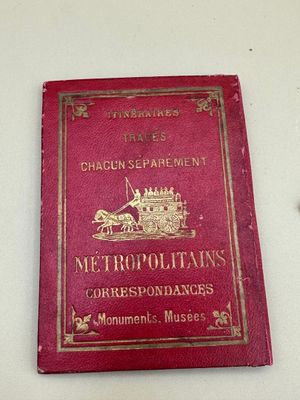 ITINÉRAIRES
TRACÉS
CHACUN SÉPARÉMENT
MÉTROPOLITAINS
CORRESPONDANCES
Monuments. Musées